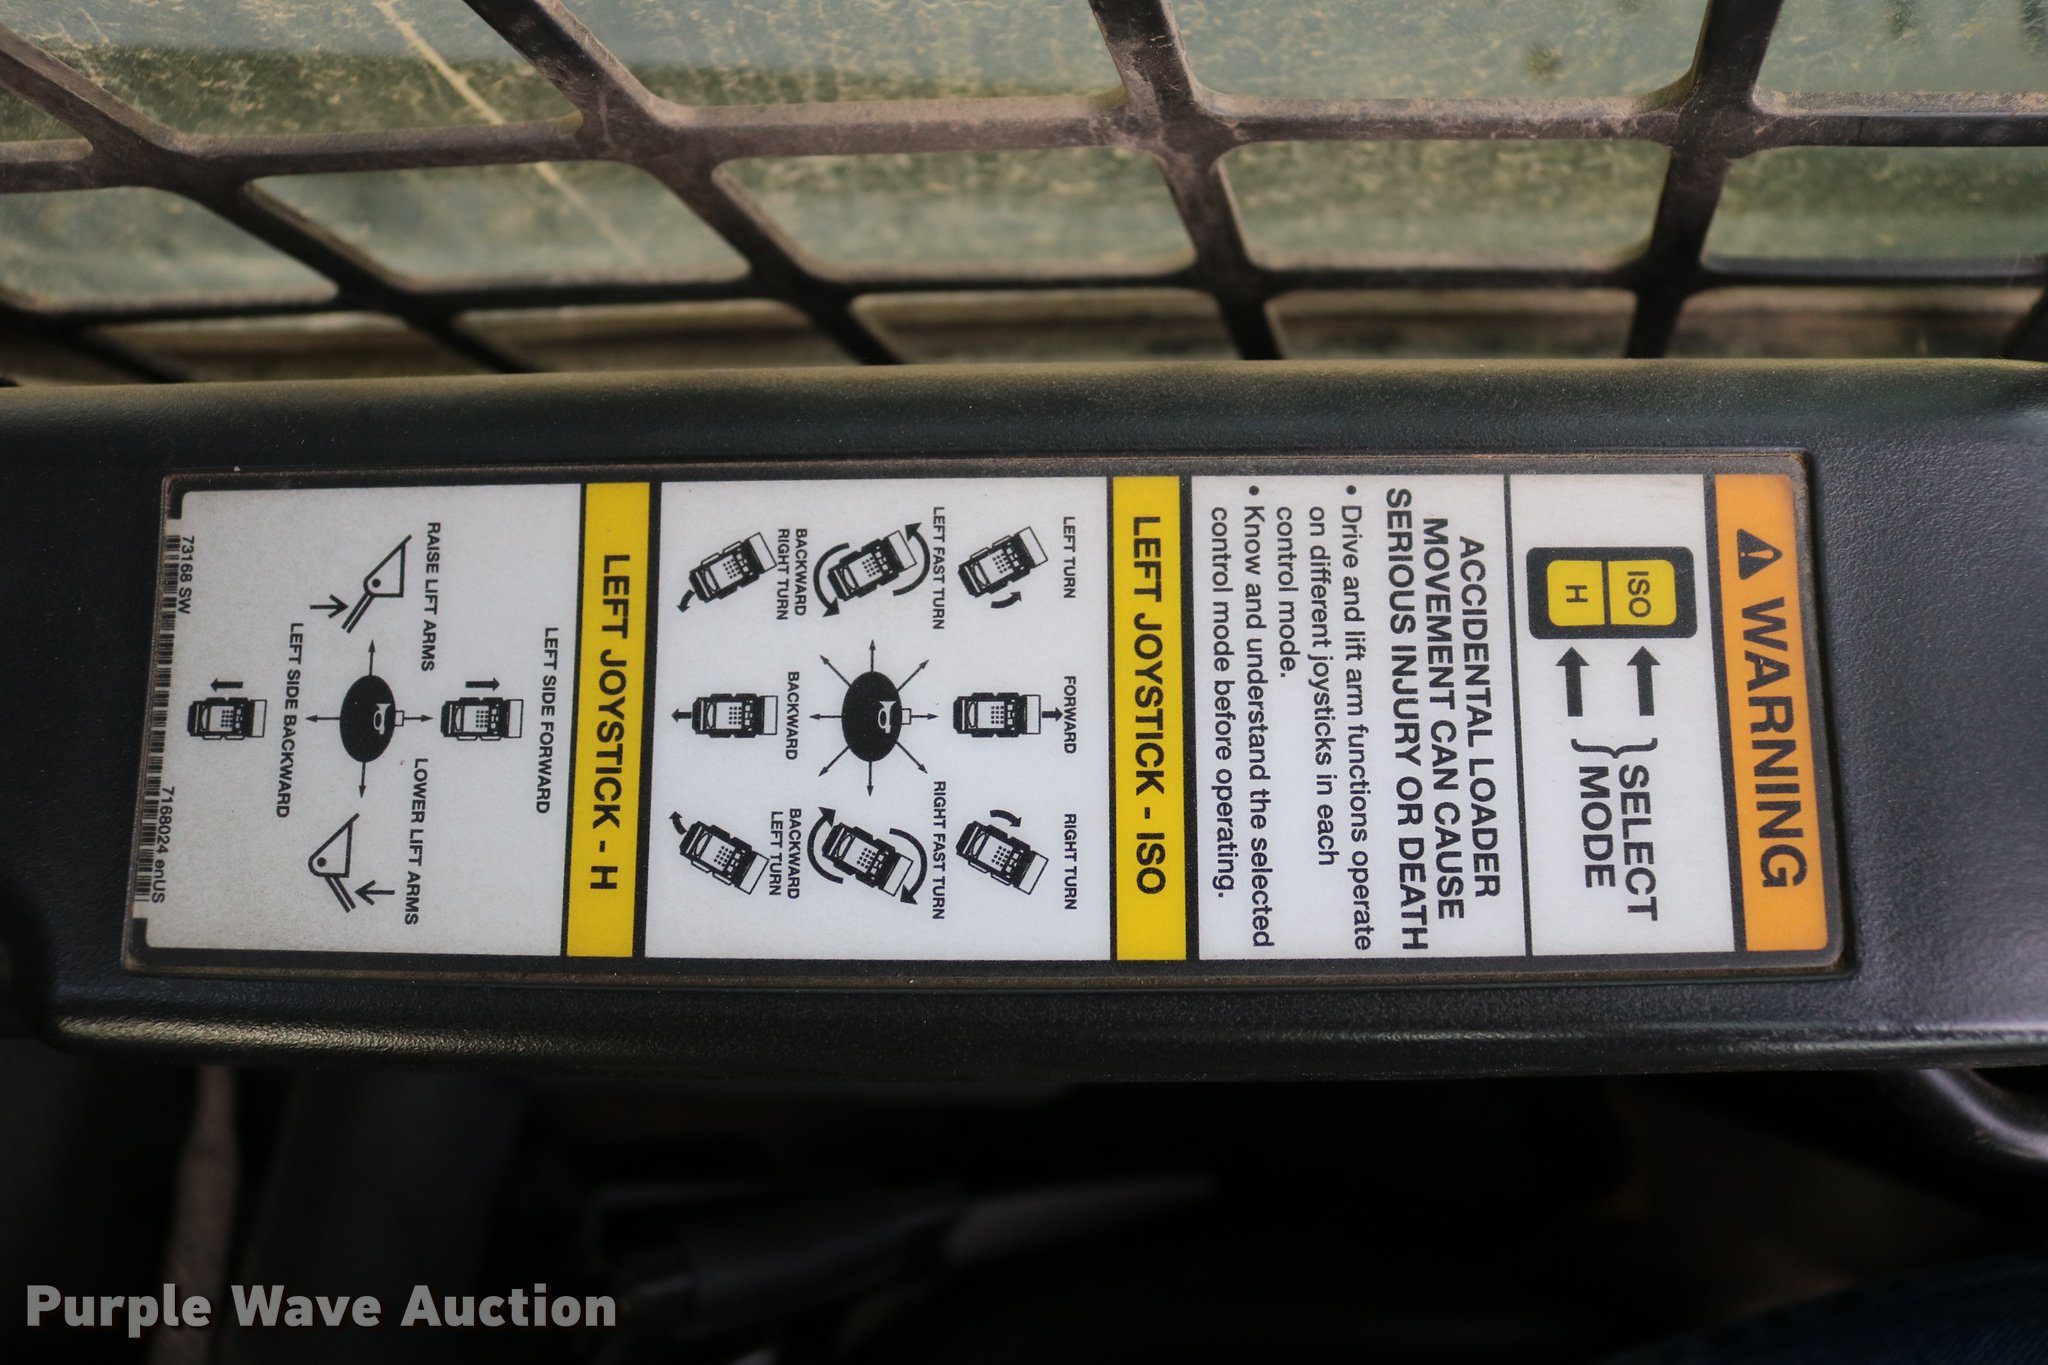 WARNING
ISO
H
SELECT
MODE
ACCIDENTAL LOADER
MOVEMENT CAN CAUSE
SERIOUS INJURY OR DEATH
• Drive and lift arm functions operate
on different joysticks in each
control mode.
• Know and understand the selected
control mode before operating.
LEFT JOYSTICK - ISO
LEFT TURN
FORWARD
RIGHT TURN
LEFT FAST TURN
RIGHT FAST TURN
BACKWARD
RIGHT TURN
BACKWARD
BACKWARD
LEFT TURN
LEFT JOYSTICK - H
LEFT SIDE FORWARD
RAISE LIFT ARMS
LOWER LIFT ARMS
LEFT SIDE BACKWARD
73168 SW
7168024 enUS
Purple Wave Auction